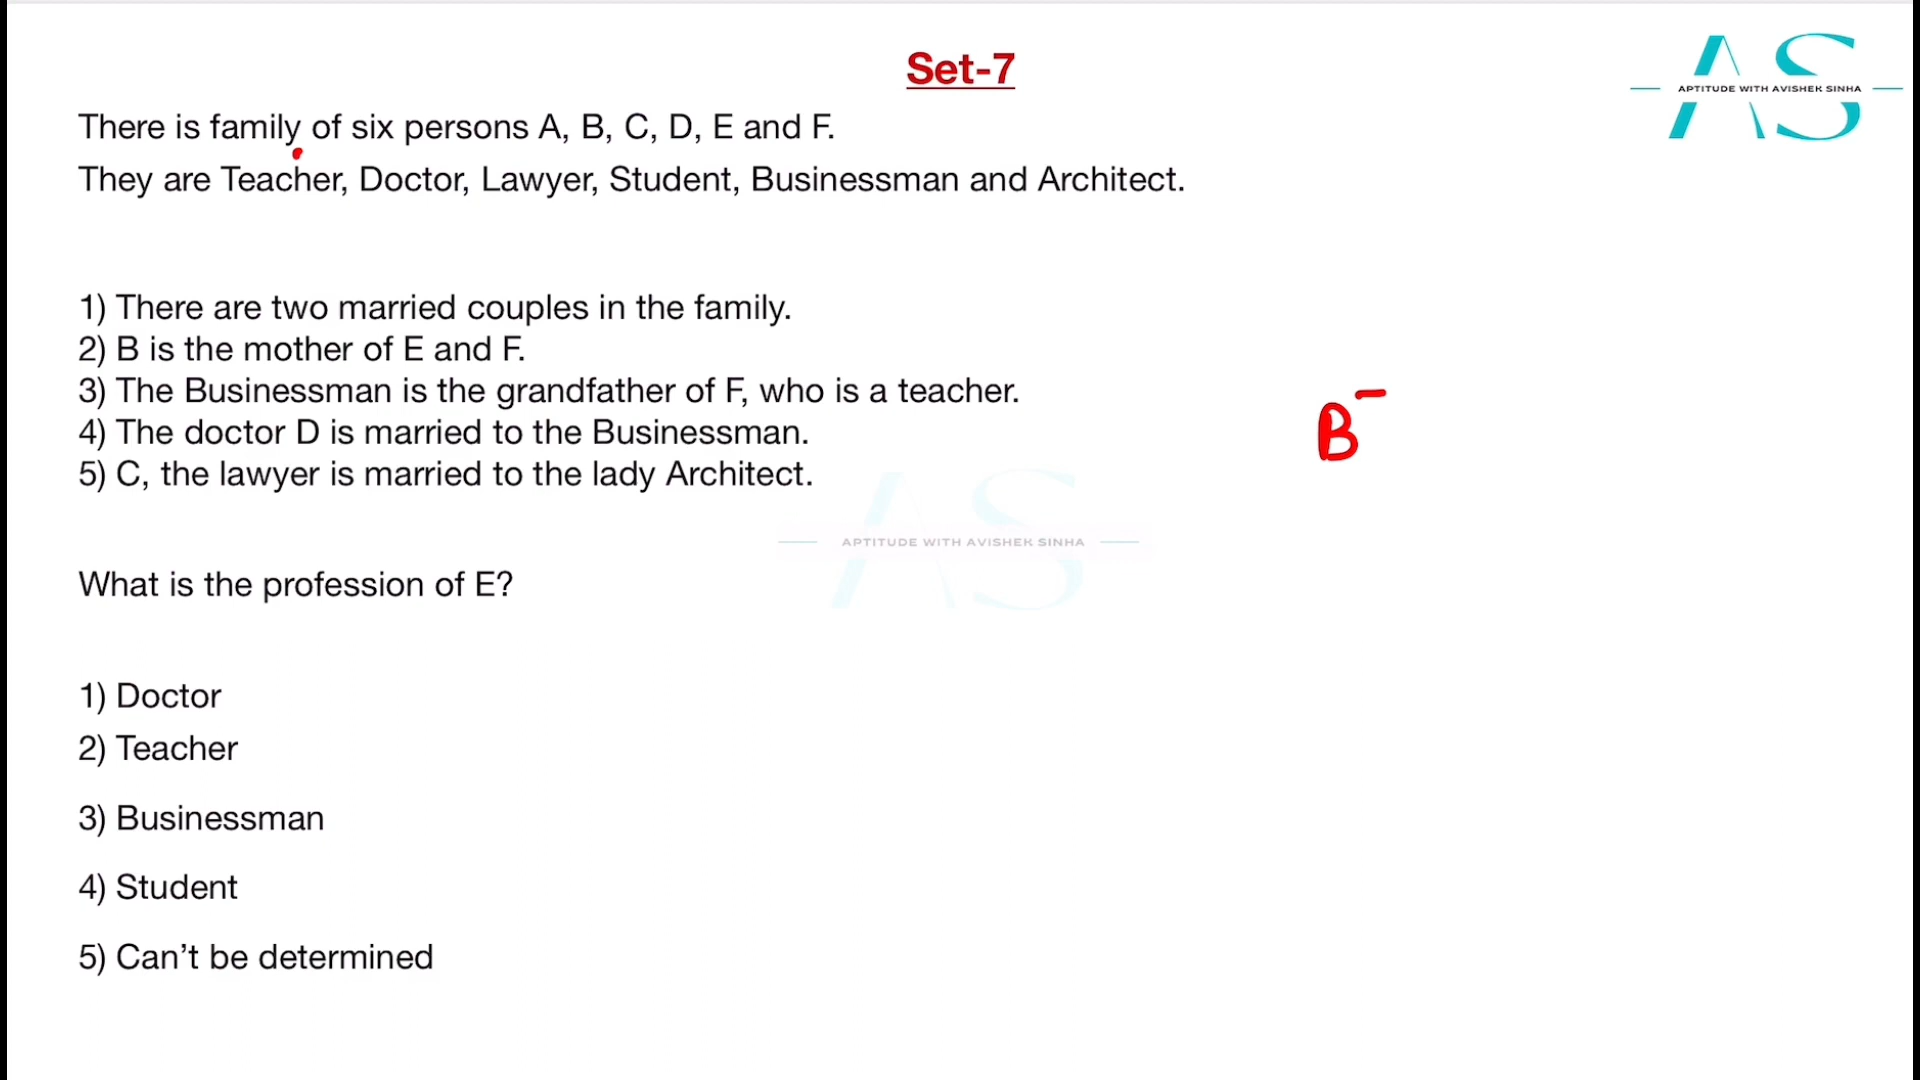 Set-7
AS
APTITUDE WITH AVISHEK SINHA
There is family of six persons A, B, C, D, E and F.
They are Teacher, Doctor, Lawyer, Student, Businessman and Architect.
1) There are two married couples in the family.
2) B is the mother of E and F.
3) The Businessman is the grandfather of F, who is a teacher.
4) The doctor D is married to the Businessman.
5) C, the lawyer is married to the lady Architect.
B-
AS
APTITUDE WITH AVISHEK SINHA
What is the profession of E?
1) Doctor
2) Teacher
3) Businessman
4) Student
5) Can’t be determined